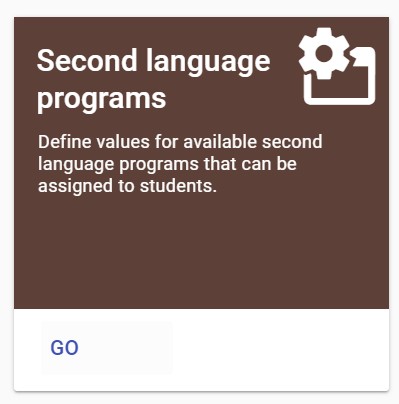 Second language
programs
Define values for available second
language programs that can be
assigned to students.
GO